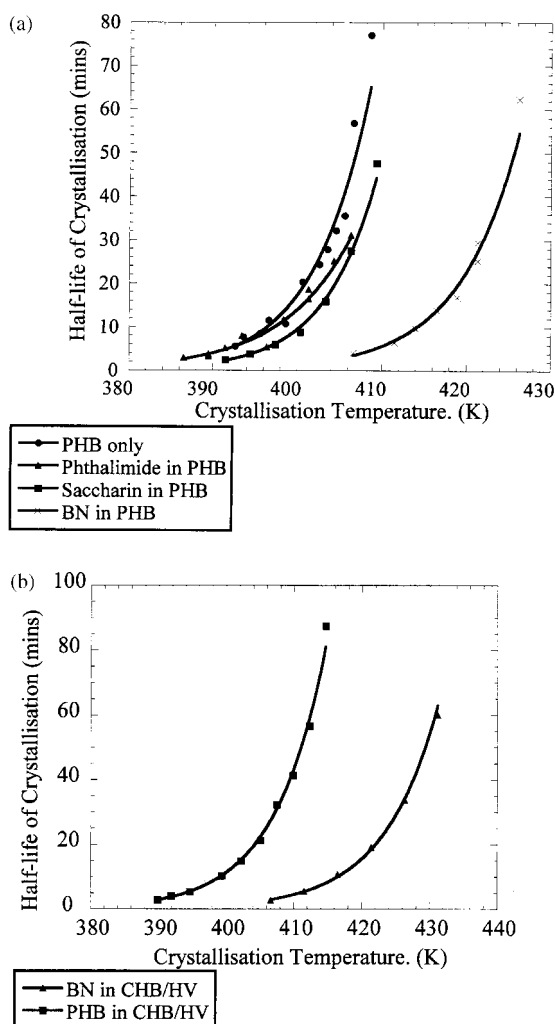 (a)
Half-life of Crystallisation (mins)
80
70
60
50
40
30
20
10
0
380 390 400 410 420 430
Crystallisation Temperature. (K)
PHB only
Phthalimide in PHB
Saccharin in PHB
BN in PHB
(b)
Half-life of Crystallisation (mins)
100
80
60
40
20
0
380 390 400 410 420 430 440
Crystallisation Temperature. (K)
BN in CHB/HV
PHB in CHB/HV